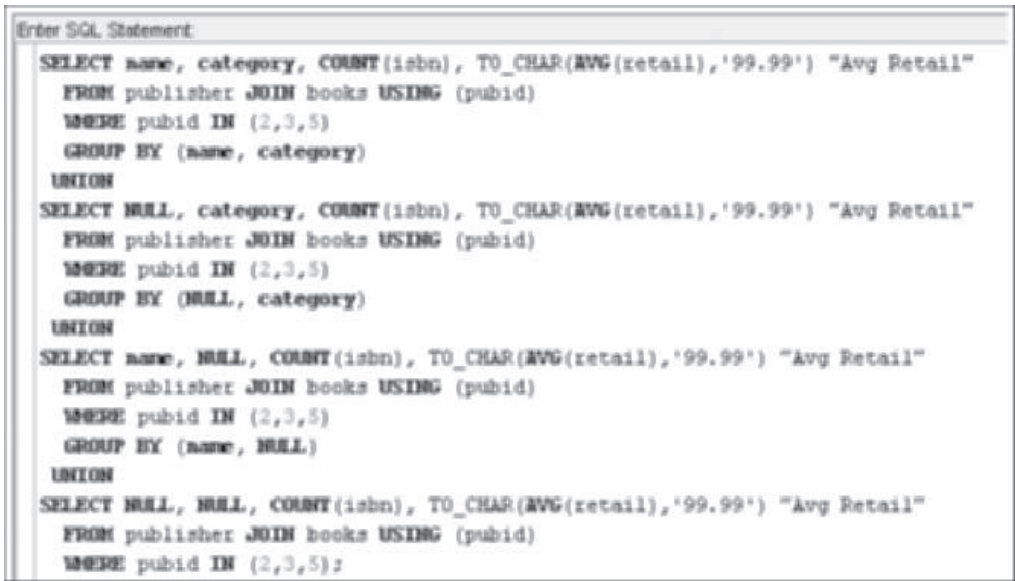 Enter SQL Statement:
SELECT name, category, COUNT(isbn), TO_CHAR(AVG(retail),'99.99') "Avg Retail"
FROM publisher JOIN books USING (pubid)
WHERE pubid IN (2,3,5)
GROUP BY (name, category)
UNION
SELECT NULL, category, COUNT(isbn), TO_CHAR(AVG(retail),'99.99') "Avg Retail"
FROM publisher JOIN books USING (pubid)
WHERE pubid IN (2,3,5)
GROUP BY (NULL, category)
UNION
SELECT name, NULL, COUNT(isbn), TO_CHAR(AVG(retail),'99.99') "Avg Retail"
FROM publisher JOIN books USING (pubid)
WHERE pubid IN (2,3,5)
GROUP BY (name, NULL)
UNION
SELECT NULL, NULL, COUNT(isbn), TO_CHAR(AVG(retail),'99.99') "Avg Retail"
FROM publisher JOIN books USING (pubid)
WHERE pubid IN (2,3,5);